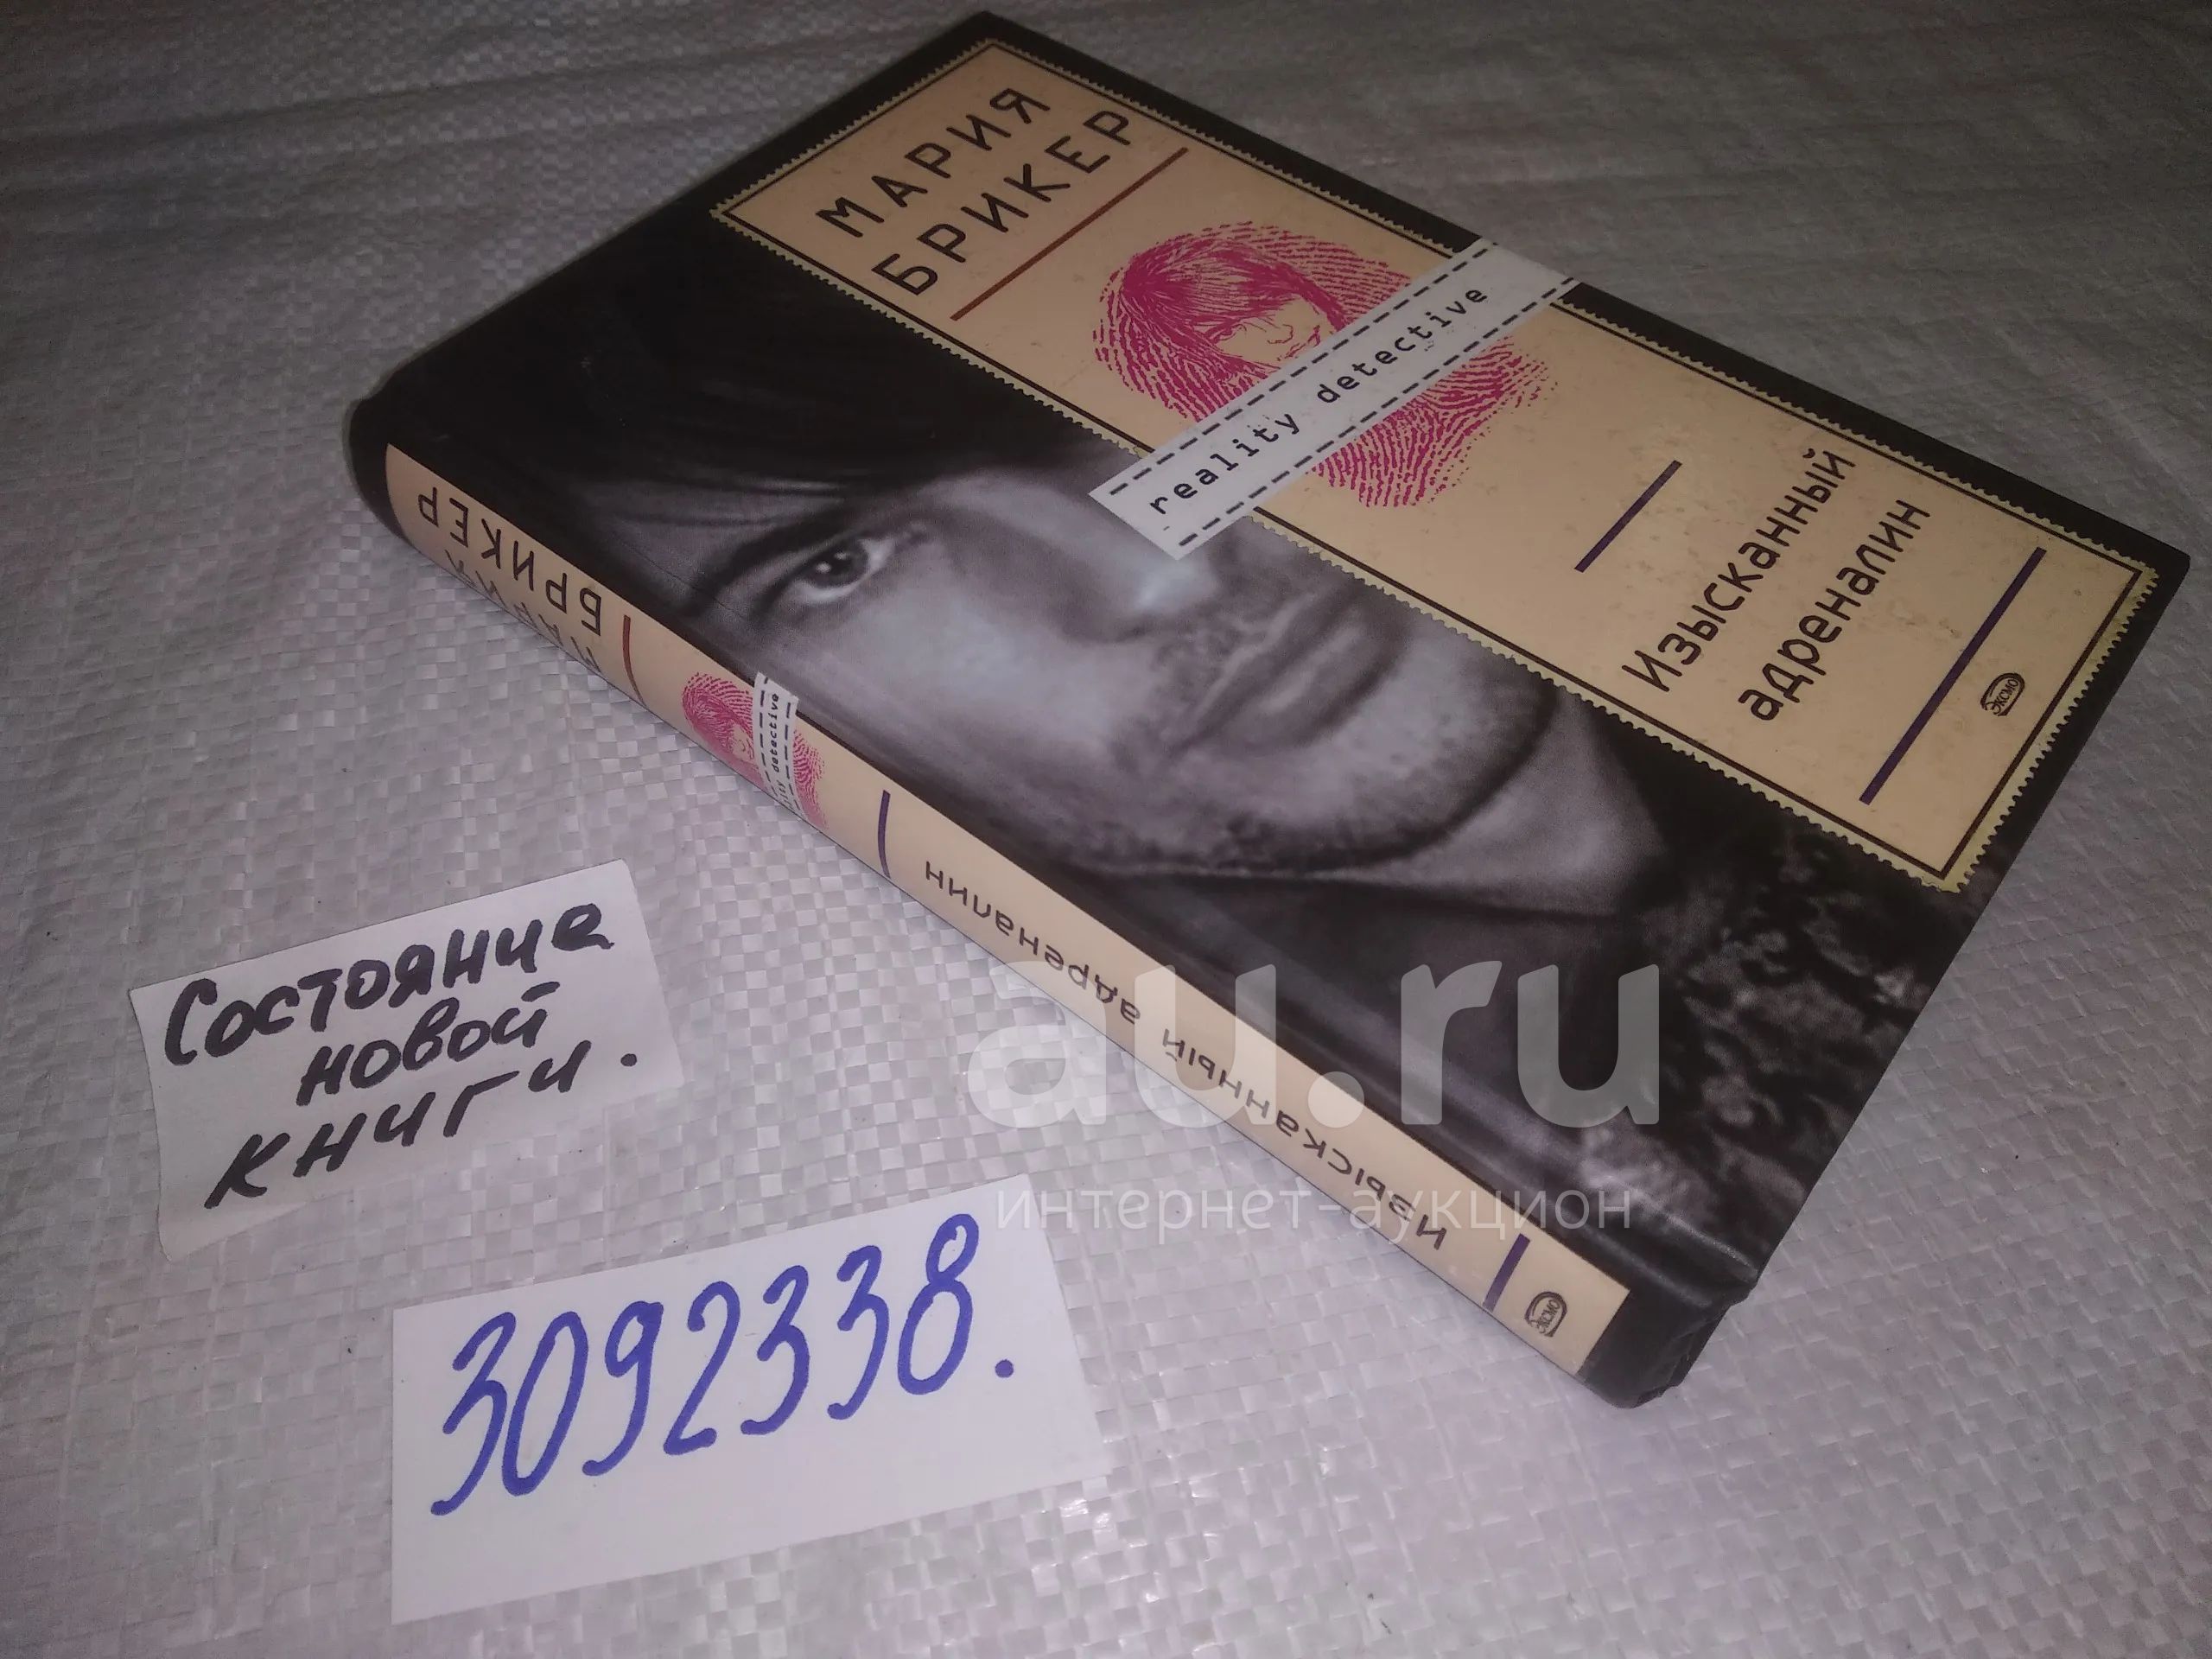 МАРИЯ
БРИКЕР
reality detective
Изысканный
адреналин
ЭКСМО
БРИКЕР
detective
Изысканный адреналин
ЭКСМО
Состояние
новой
книги.
3092338.
au.ru
интернет-аукцион